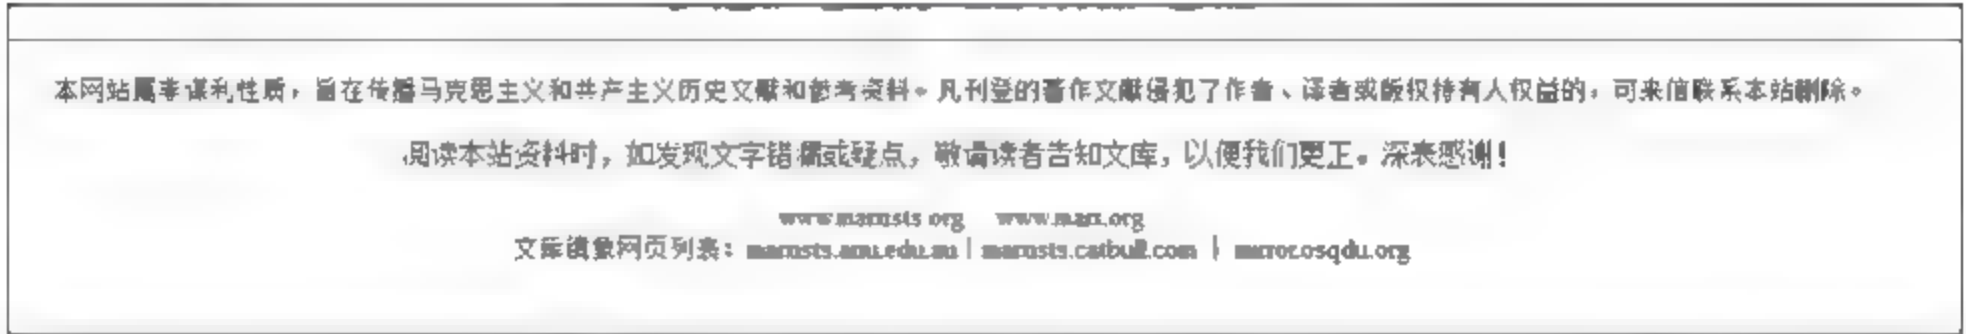 本网站属非谋利性质，旨在传播马克思主义和共产主义历史文献和参考资料。凡刊登的著作文献侵犯了作者、译者或版权持有人权益的，可来信联系本站删除。
阅读本站资料时，如发现文字错漏或疑点，敬请读者告知文库，以便我们更正。深表感谢！
www.marxists.org www.marx.org
文库镜象网页列表：marxists.anu.edu.au | marxists.catbull.com | mirror.osqdu.org